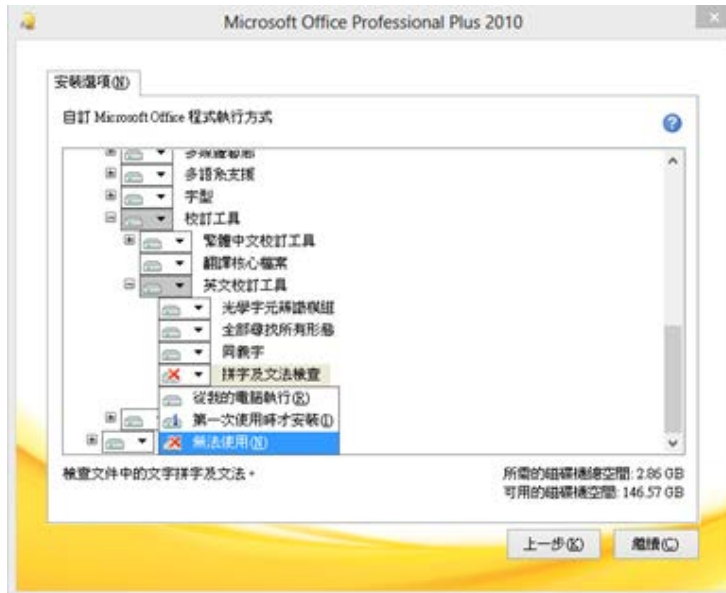 Microsoft Office Professional Plus 2010
安裝選項(N)
自訂 Microsoft Office 程式執行方式
多語系支援
字型
校訂工具
繁體中文校訂工具
翻譯核心檔案
英文校訂工具
光學字元辨識模組
全部尋找所有形態
同義字
拼字及文法檢查
從我的電腦執行(R)
第一次使用時才安裝(I)
無法使用(N)
檢查文件中的文字拼字及文法。
所需的磁碟機總空間: 2.86 GB
可用的磁碟機空間: 146.57 GB
上一步(K)
繼續(C)